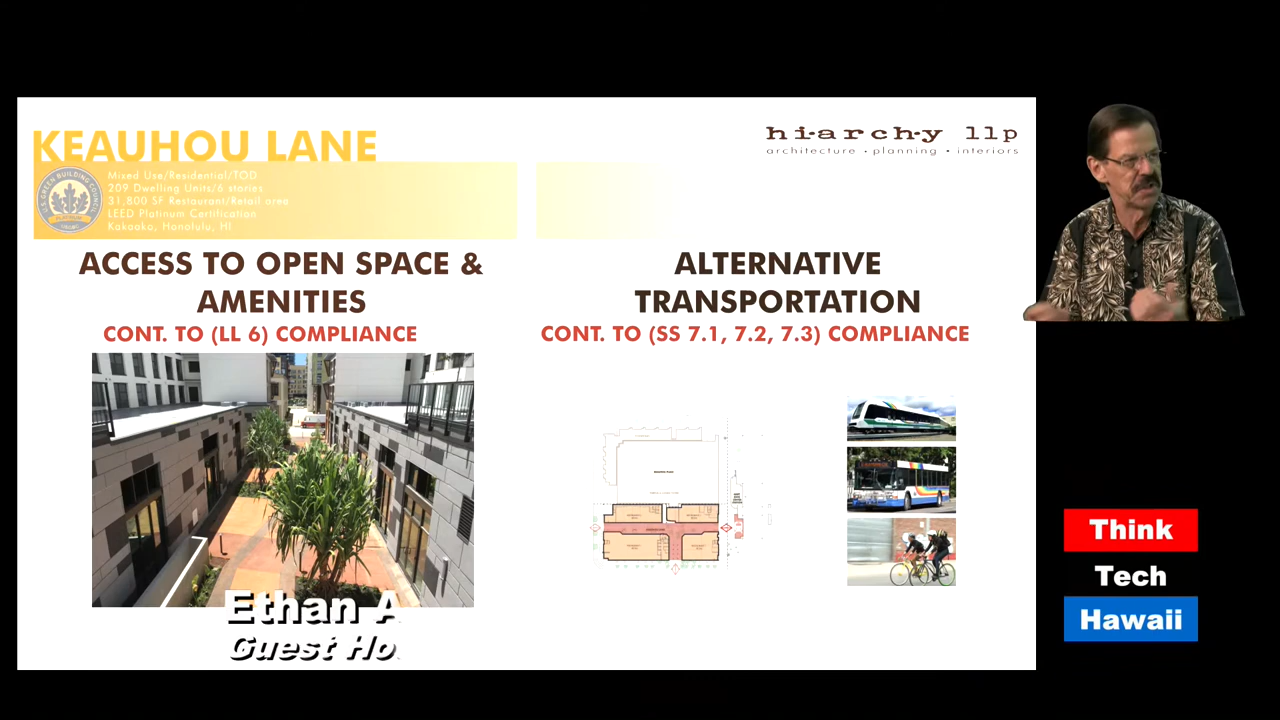 KEAUHOU LANE
hi·arch·y llp
architecture • planning • interiors
Mixed Use/Residential/TOD
209 Dwelling Units/6 stories
31,800 SF Restaurant/Retail area
LEED Platinum Certification
Kakaako, Honolulu, HI
ACCESS TO OPEN SPACE &
AMENITIES
CONT. TO (LL 6) COMPLIANCE
ALTERNATIVE
TRANSPORTATION
CONT. TO (SS 7.1, 7.2, 7.3) COMPLIANCE
Think
Tech
Hawaii
Ethan A
Guest Ho